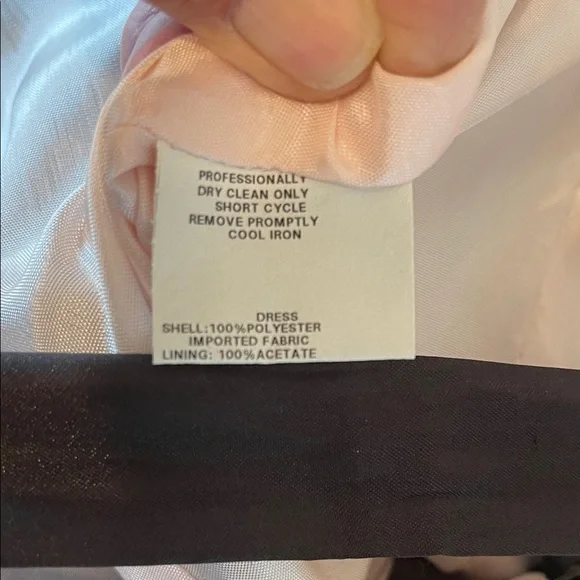 PROFESSIONALLY
DRY CLEAN ONLY
SHORT CYCLE
REMOVE PROMPTLY
COOL IRON
DRESS
SHELL:100%POLYESTER
IMPORTED FABRIC
LINING: 100%ACETATE